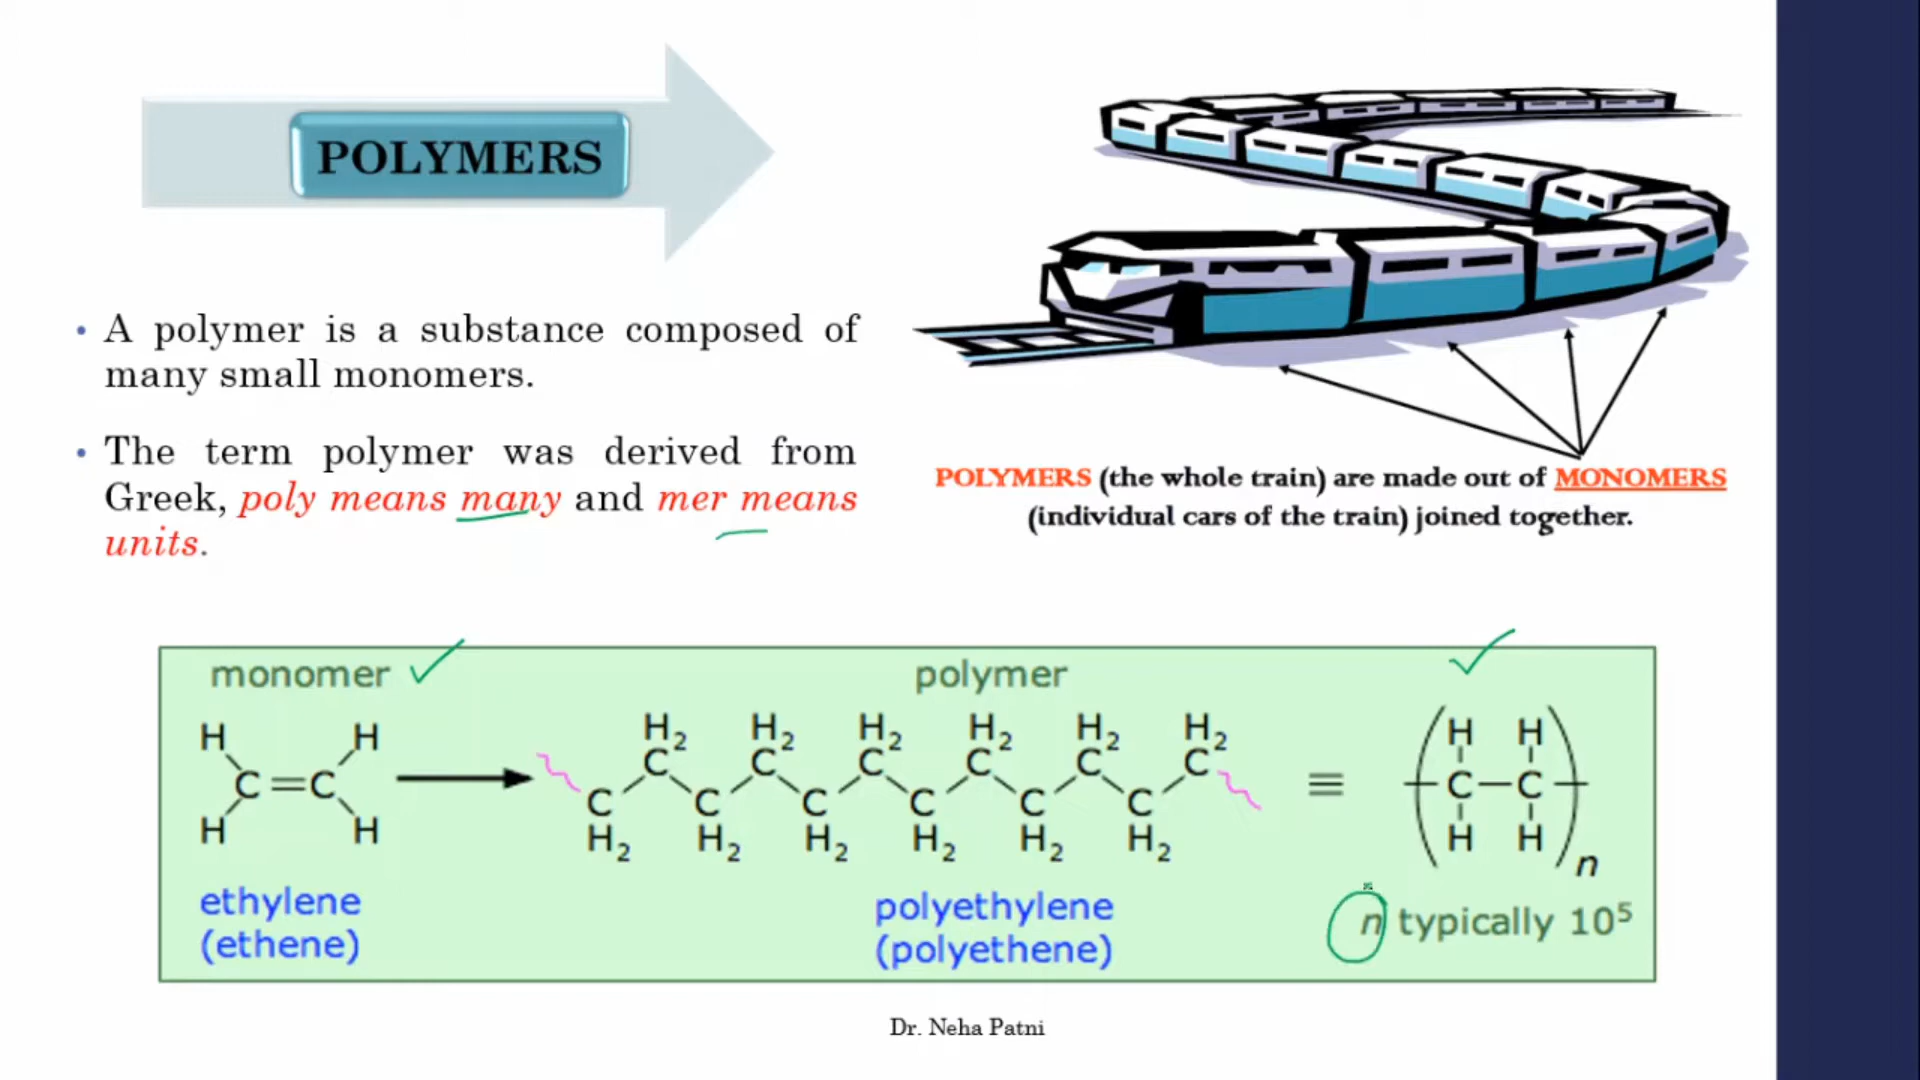 POLYMERS
• A polymer is a substance composed of
many small monomers.
• The term polymer was derived from
Greek, poly means many and mer means
units.
POLYMERS (the whole train) are made out of MONOMERS
(individual cars of the train) joined together.
monomer
polymer
H H
C=C
H H
H₂ H₂ H₂ H₂ H₂ H₂
C C C C C C
C C C C C C
H₂ H₂ H₂ H₂ H₂ H₂
≡
H H
C—C
H H
n
ethylene
(ethene)
polyethylene
(polyethene)
n typically 10⁵
Dr. Neha Patni